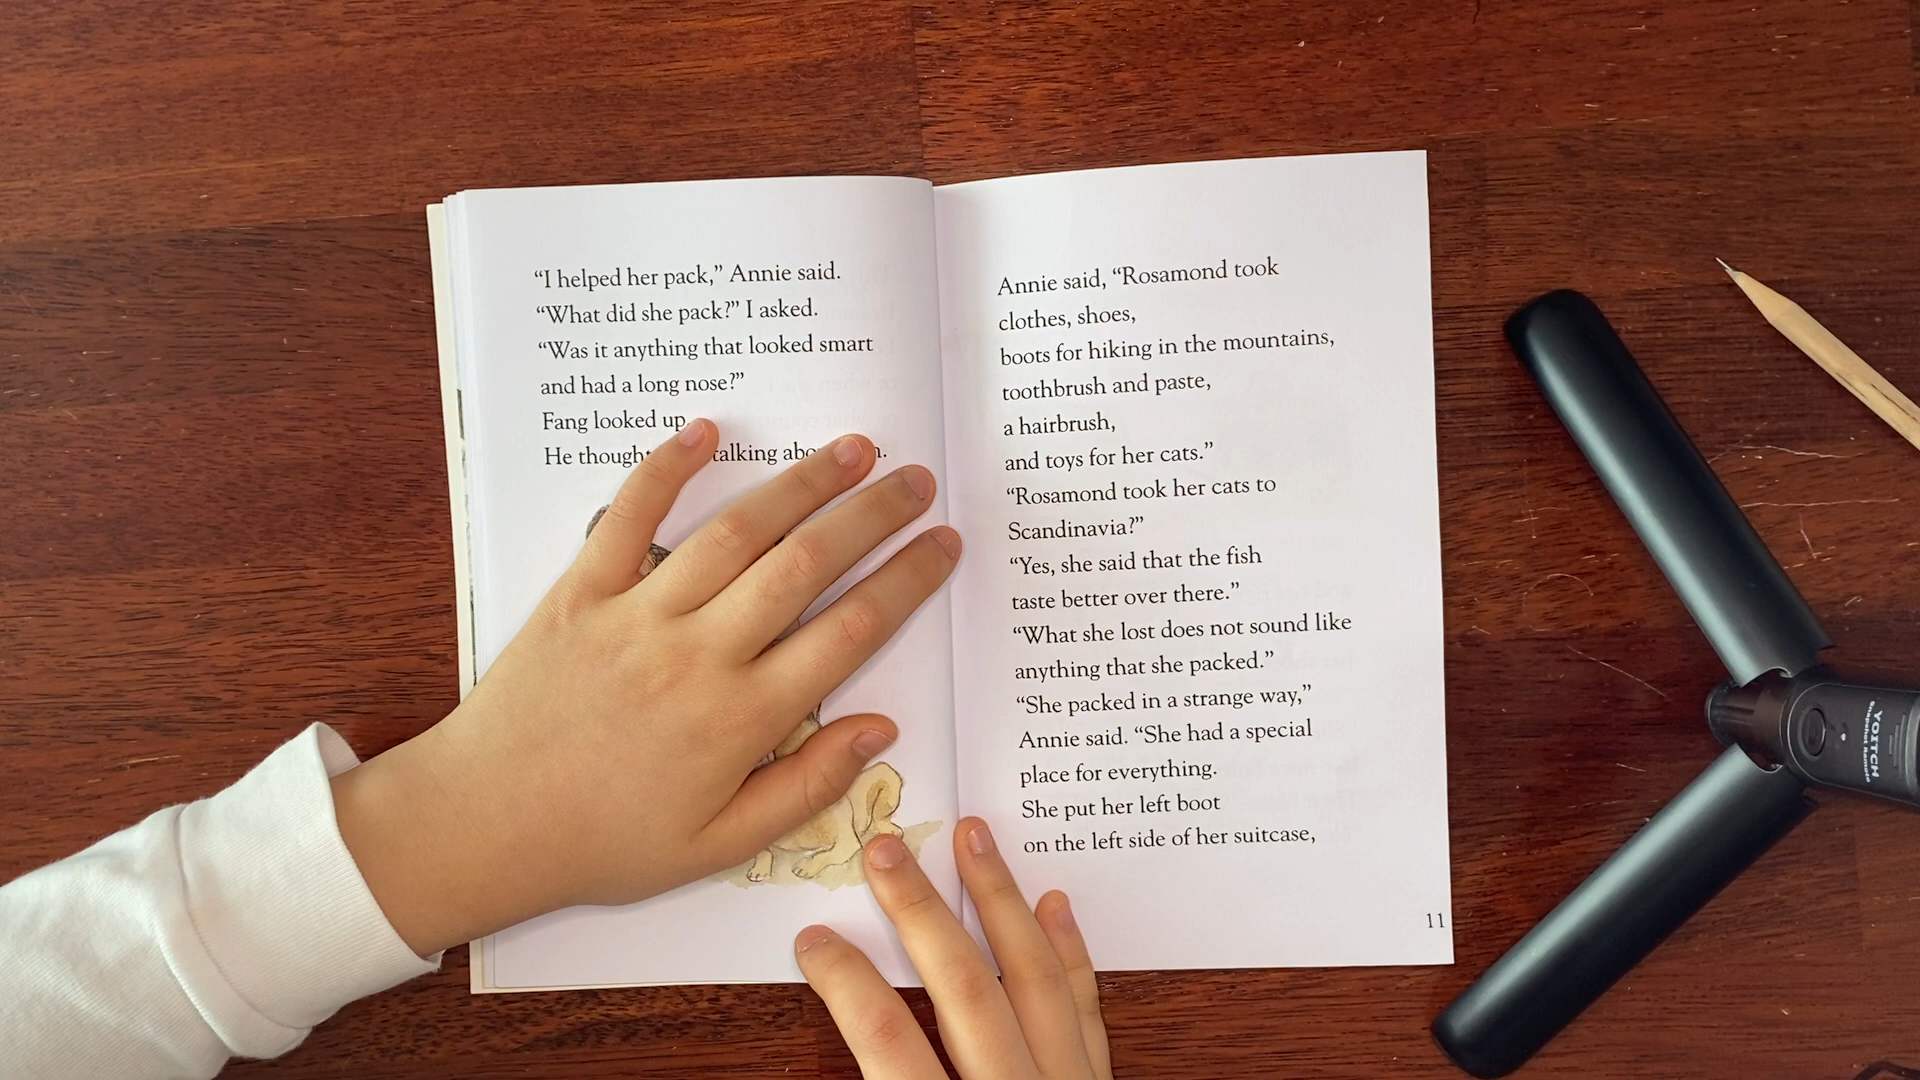 “I helped her pack,” Annie said.
“What did she pack?” I asked.
“Was it anything that looked smart
and had a long nose?”
Fang looked up.
He thought talking
Annie said, “Rosamond took
clothes, shoes,
boots for hiking in the mountains,
toothbrush and paste,
a hairbrush,
and toys for her cats.”
“Rosamond took her cats to
Scandinavia?”
“Yes, she said that the fish
taste better over there.”
“What she lost does not sound like
anything that she packed.”
“She packed in a strange way,”
Annie said. “She had a special
place for everything.
She put her left boot
on the left side of her suitcase,
11
YOITCH
Snapshot Remote